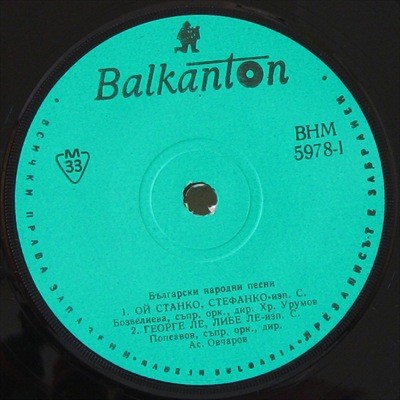 Balkanton
ВНМ
5978-I
M
33
Български народни песни
1. ОЙ СТАНКО, СТЕФАНКО-изп. С.
Бозвелиева, съпр. орк., дир. Хр. Урумов
2. ГЕОРГЕ ЛЕ, ЛИБЕ ЛЕ-изп. С.
Попсавов, съпр. орк., дир.
Ас. Овчаров
• ВСИЧКИ ПРАВА ЗАПАЗЕНИ • MADE IN BULGARIA • ПРЕЗАПИСЪТ Е ЗАБРАНЕН •